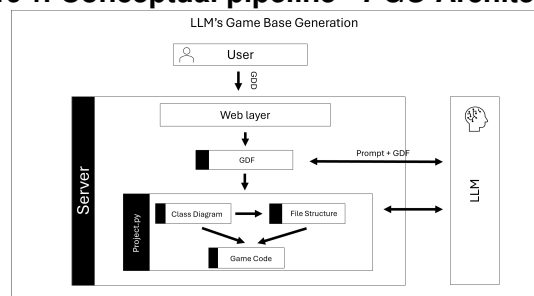 LLM's Game Base Generation
User
GDD
Web layer
GDF
Prompt + GDF
Server
LLM
Project.py
Class Diagram
File Structure
Game Code